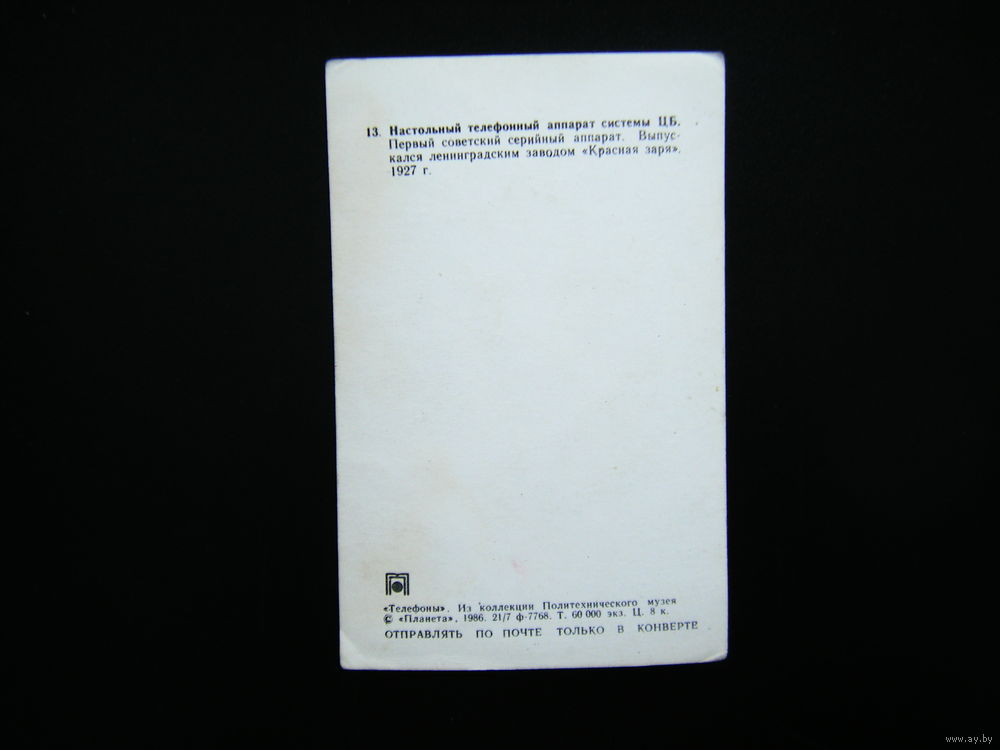 13. Настольный телефонный аппарат системы Ц.Б.
Первый советский серийный аппарат. Выпус-
кался ленинградским заводом «Красная заря».
1927 г.
«Телефоны». Из коллекции Политехнического музея
© «Планета», 1986. 21/7 ф-7768. Т. 60 000 экз. Ц. 8 к.
ОТПРАВЛЯТЬ ПО ПОЧТЕ ТОЛЬКО В КОНВЕРТЕ
www.ay.by